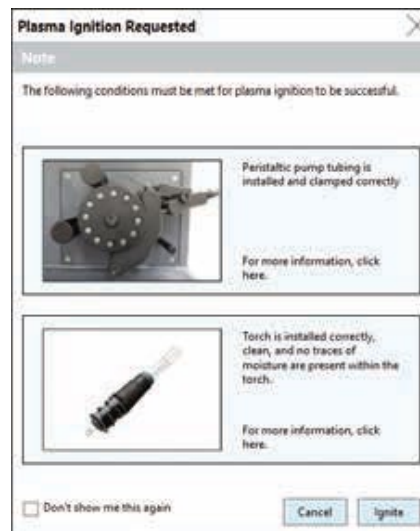 Plasma Ignition Requested
Note
The following conditions must be met for plasma ignition to be successful.
Peristaltic pump tubing is
installed and clamped correctly
For more information, click
here.
Torch is installed correctly,
clean, and no traces of
moisture are present within the
torch.
For more information, click
here.
Don't show me this again
Cancel
Ignite